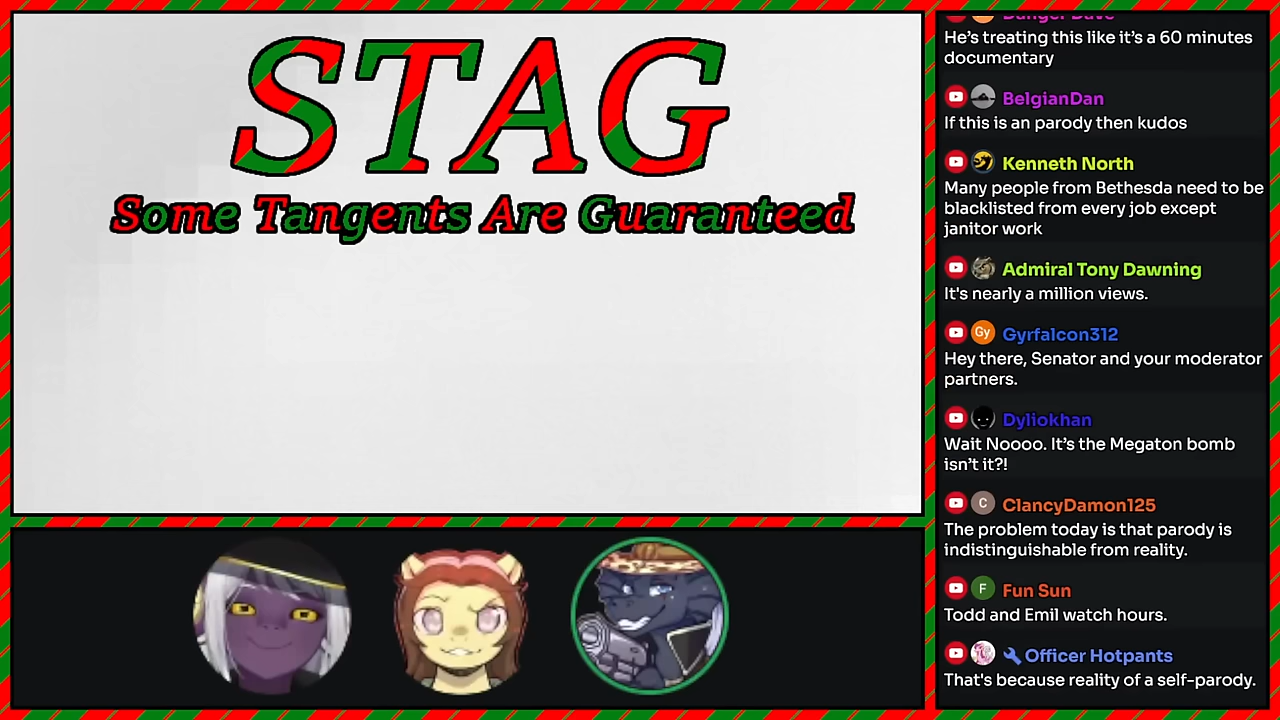 STAG
Some Tangents Are Guaranteed
Danger Dave
He's treating this like it's a 60 minutes
documentary
BelgianDan
If this is an parody then kudos
Kenneth North
Many people from Bethesda need to be
blacklisted from every job except
janitor work
Admiral Tony Dawning
It's nearly a million views.
Gy Gyrfalcon312
Hey there, Senator and your moderator
partners.
Dyliokhan
Wait Noooo. It's the Megaton bomb
isn't it?!
C ClancyDamon125
The problem today is that parody is
indistinguishable from reality.
F Fun Sun
Todd and Emil watch hours.
Officer Hotpants
That's because reality of a self-parody.